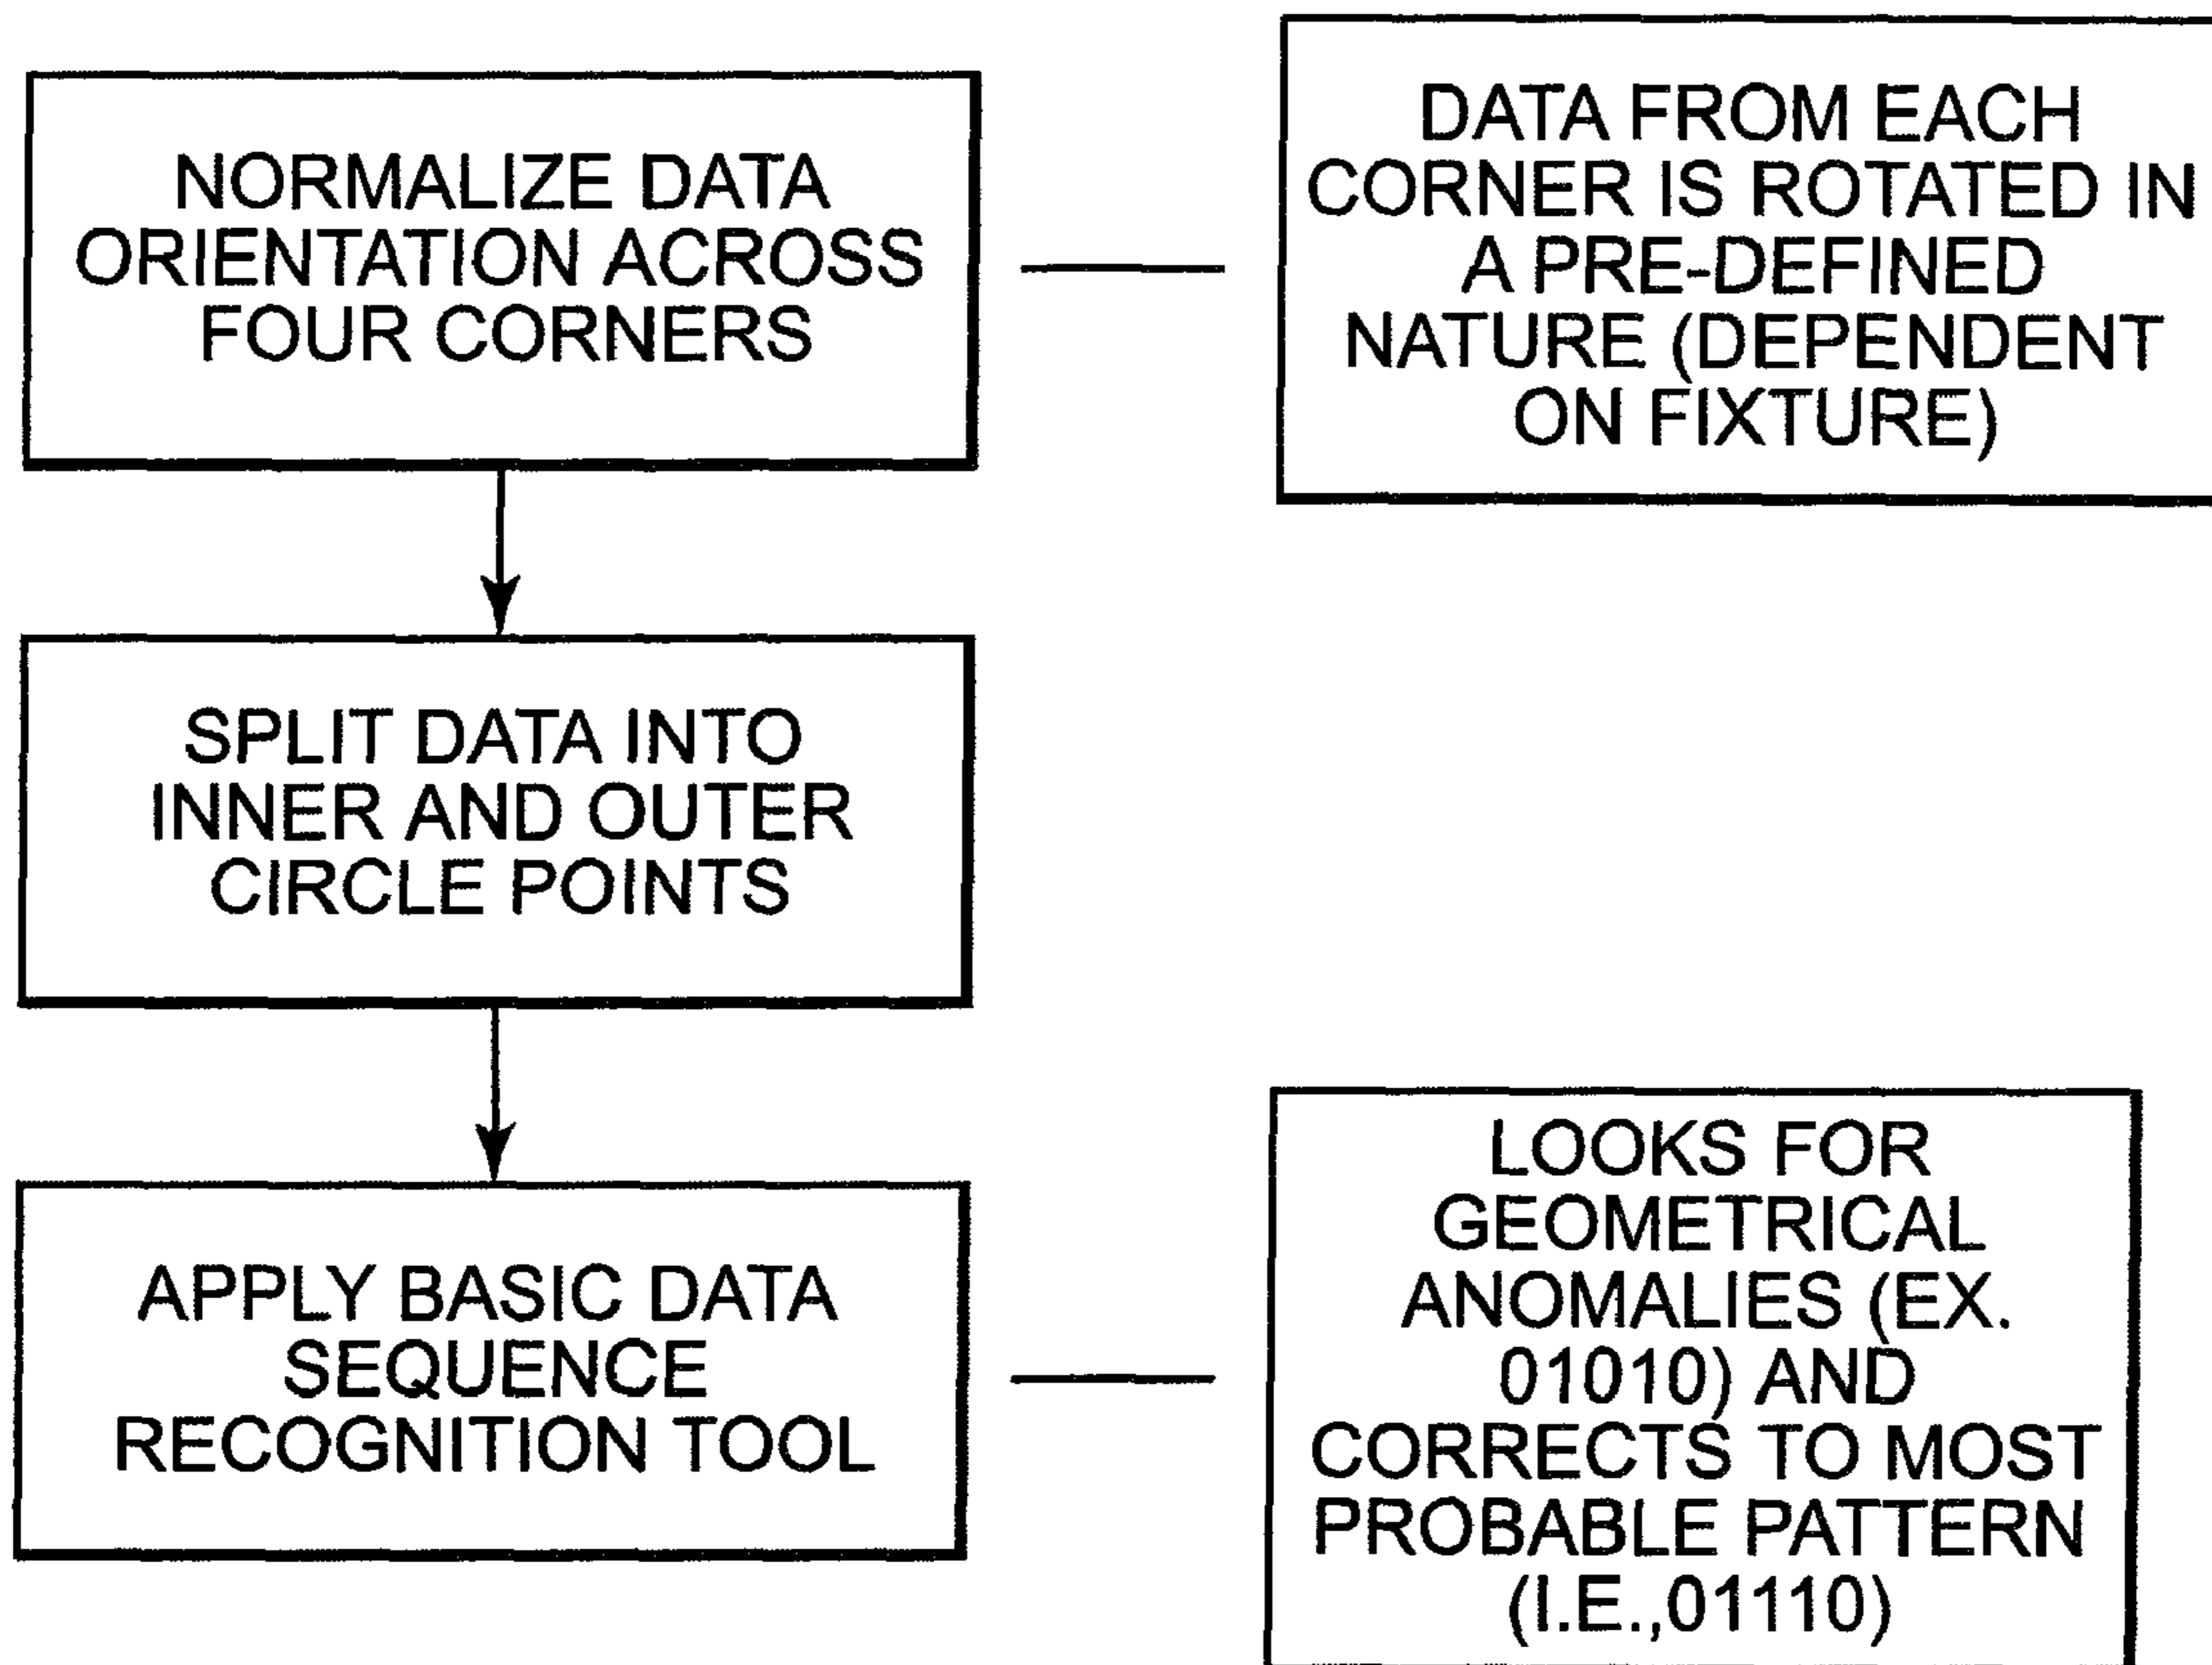 NORMALIZE DATA
ORIENTATION ACROSS
FOUR CORNERS
DATA FROM EACH
CORNER IS ROTATED IN
A PRE-DEFINED
NATURE (DEPENDENT
ON FIXTURE)
SPLIT DATA INTO
INNER AND OUTER
CIRCLE POINTS
APPLY BASIC DATA
SEQUENCE
RECOGNITION TOOL
LOOKS FOR
GEOMETRICAL
ANOMALIES (EX.
01010) AND
CORRECTS TO MOST
PROBABLE PATTERN
(I.E.,01110)